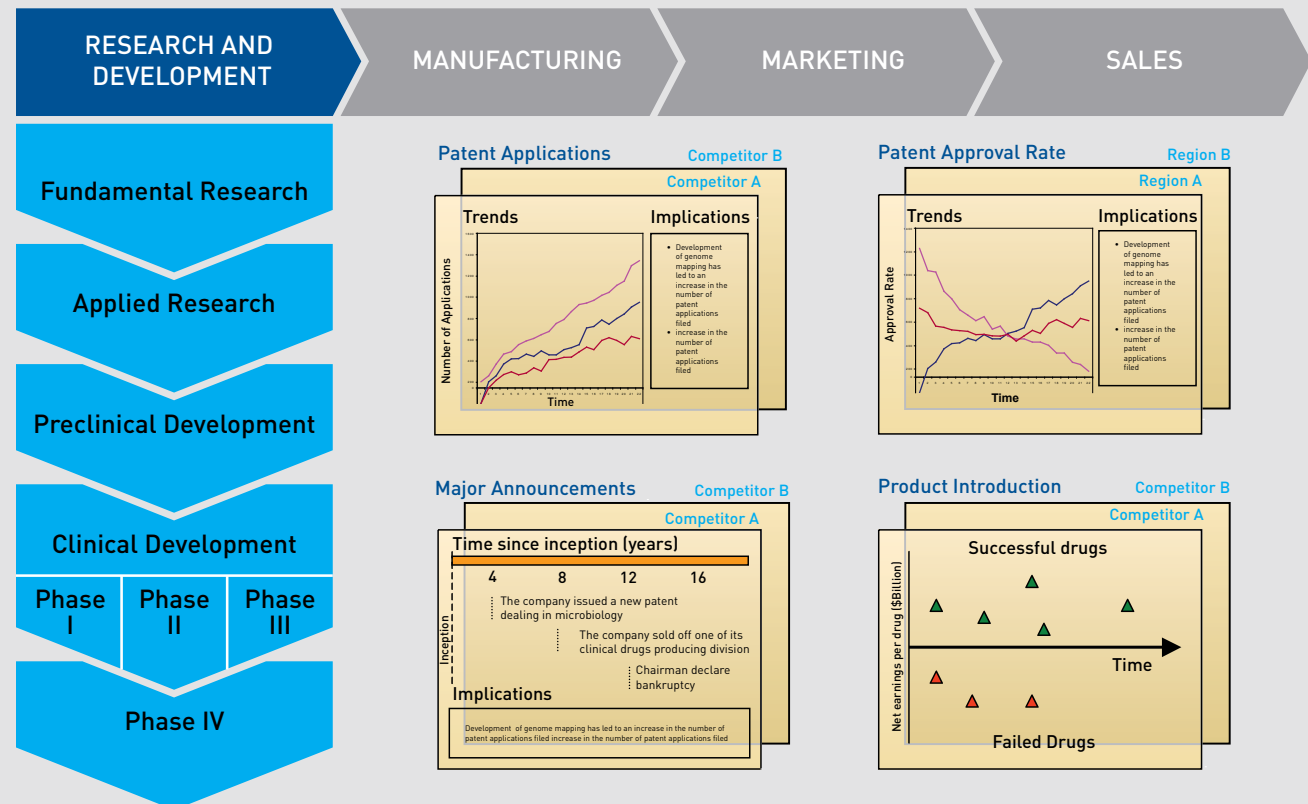 RESEARCH AND
DEVELOPMENT
MANUFACTURING
MARKETING
SALES
Fundamental Research
Applied Research
Preclinical Development
Clinical Development
Phase
I
Phase
II
Phase
III
Phase IV
Patent Applications
Competitor B
Competitor A
Trends
Implications
Number of Applications
Time
• Development
of genome
mapping has
led to an
increase in the
number of
patent
applications
filed
• increase in the
number of
patent
applications
filed
Patent Approval Rate
Region B
Region A
Trends
Implications
Approval Rate
Time
• Development
of genome
mapping has
led to an
increase in the
number of
patent
applications
filed
• increase in the
number of
patent
applications
filed
Major Announcements
Competitor B
Competitor A
Time since inception (years)
4 8 12 16
Inception
The company issued a new patent
dealing in microbiology
The company sold off one of its
clinical drugs producing division
Chairman declare
bankruptcy
Implications
Development of genome mapping has led to an increase in the number of
patent applications filed increase in the number of patent applications filed
Product Introduction
Competitor B
Competitor A
Successful drugs
Net earnings per drug ($Billion)
Time
Failed Drugs